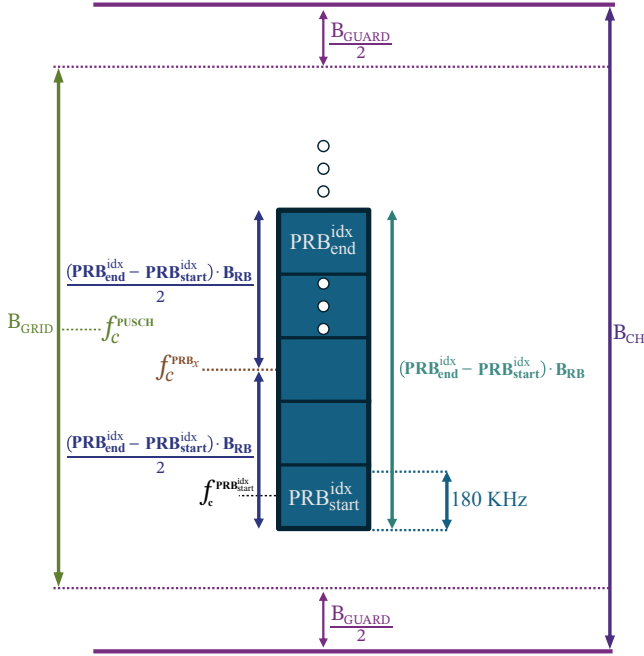 B_GUARD
2
PRB_end^idx
(PRB_end^idx − PRB_start^idx) · B_RB
2
B_GRID
f_c^PUSCH
B_CH
f_c^PRB_x
(PRB_end^idx − PRB_start^idx) · B_RB
(PRB_end^idx − PRB_start^idx) · B_RB
2
f_c^PRB_start^idx
PRB_start^idx
180 KHz
B_GUARD
2